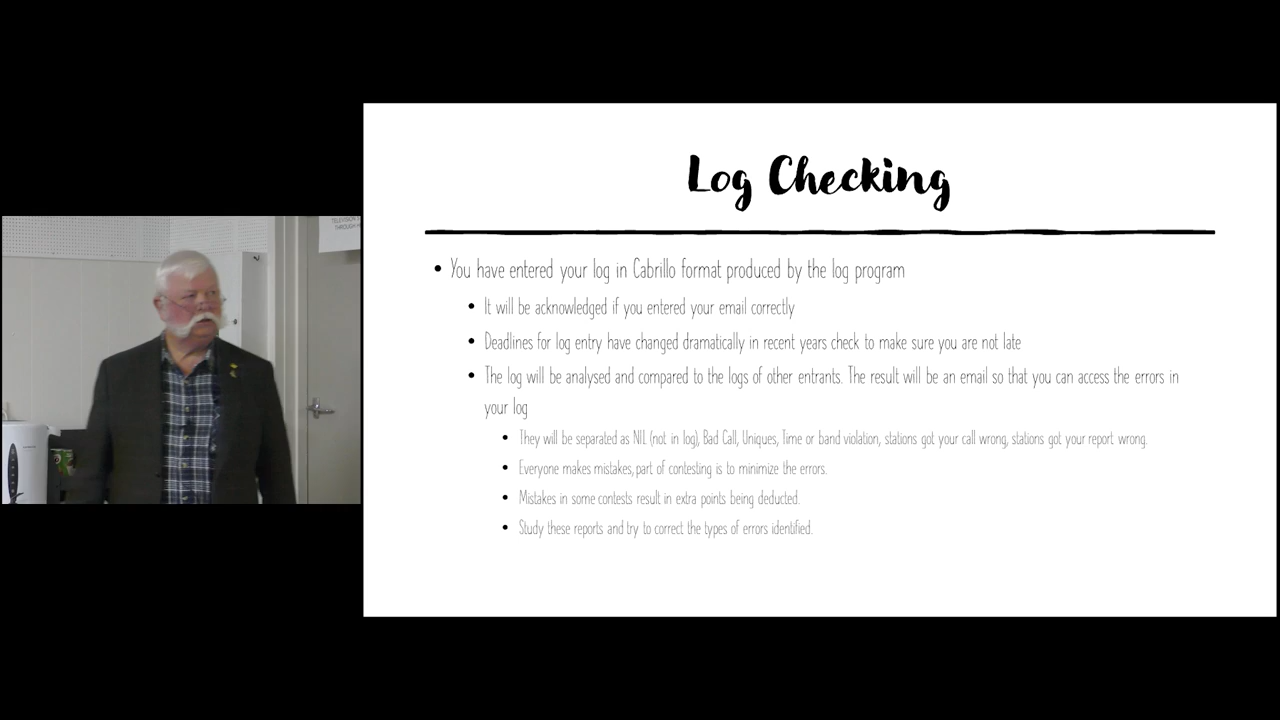 TELEVISION
THROUGH
Log Checking
You have entered your log in Cabrillo format produced by the log program
It will be acknowledged if you entered your email correctly
Deadlines for log entry have changed dramatically in recent years check to make sure you are not late
The log will be analysed and compared to the logs of other entrants. The result will be an email so that you can access the errors in
your log
They will be separated as NIL (not in log), Bad Call, Uniques, Time or band violation, stations got your call wrong, stations got your report wrong.
Everyone makes mistakes, part of contesting is to minimize the errors.
Mistakes in some contests result in extra points being deducted.
Study these reports and try to correct the types of errors identified.